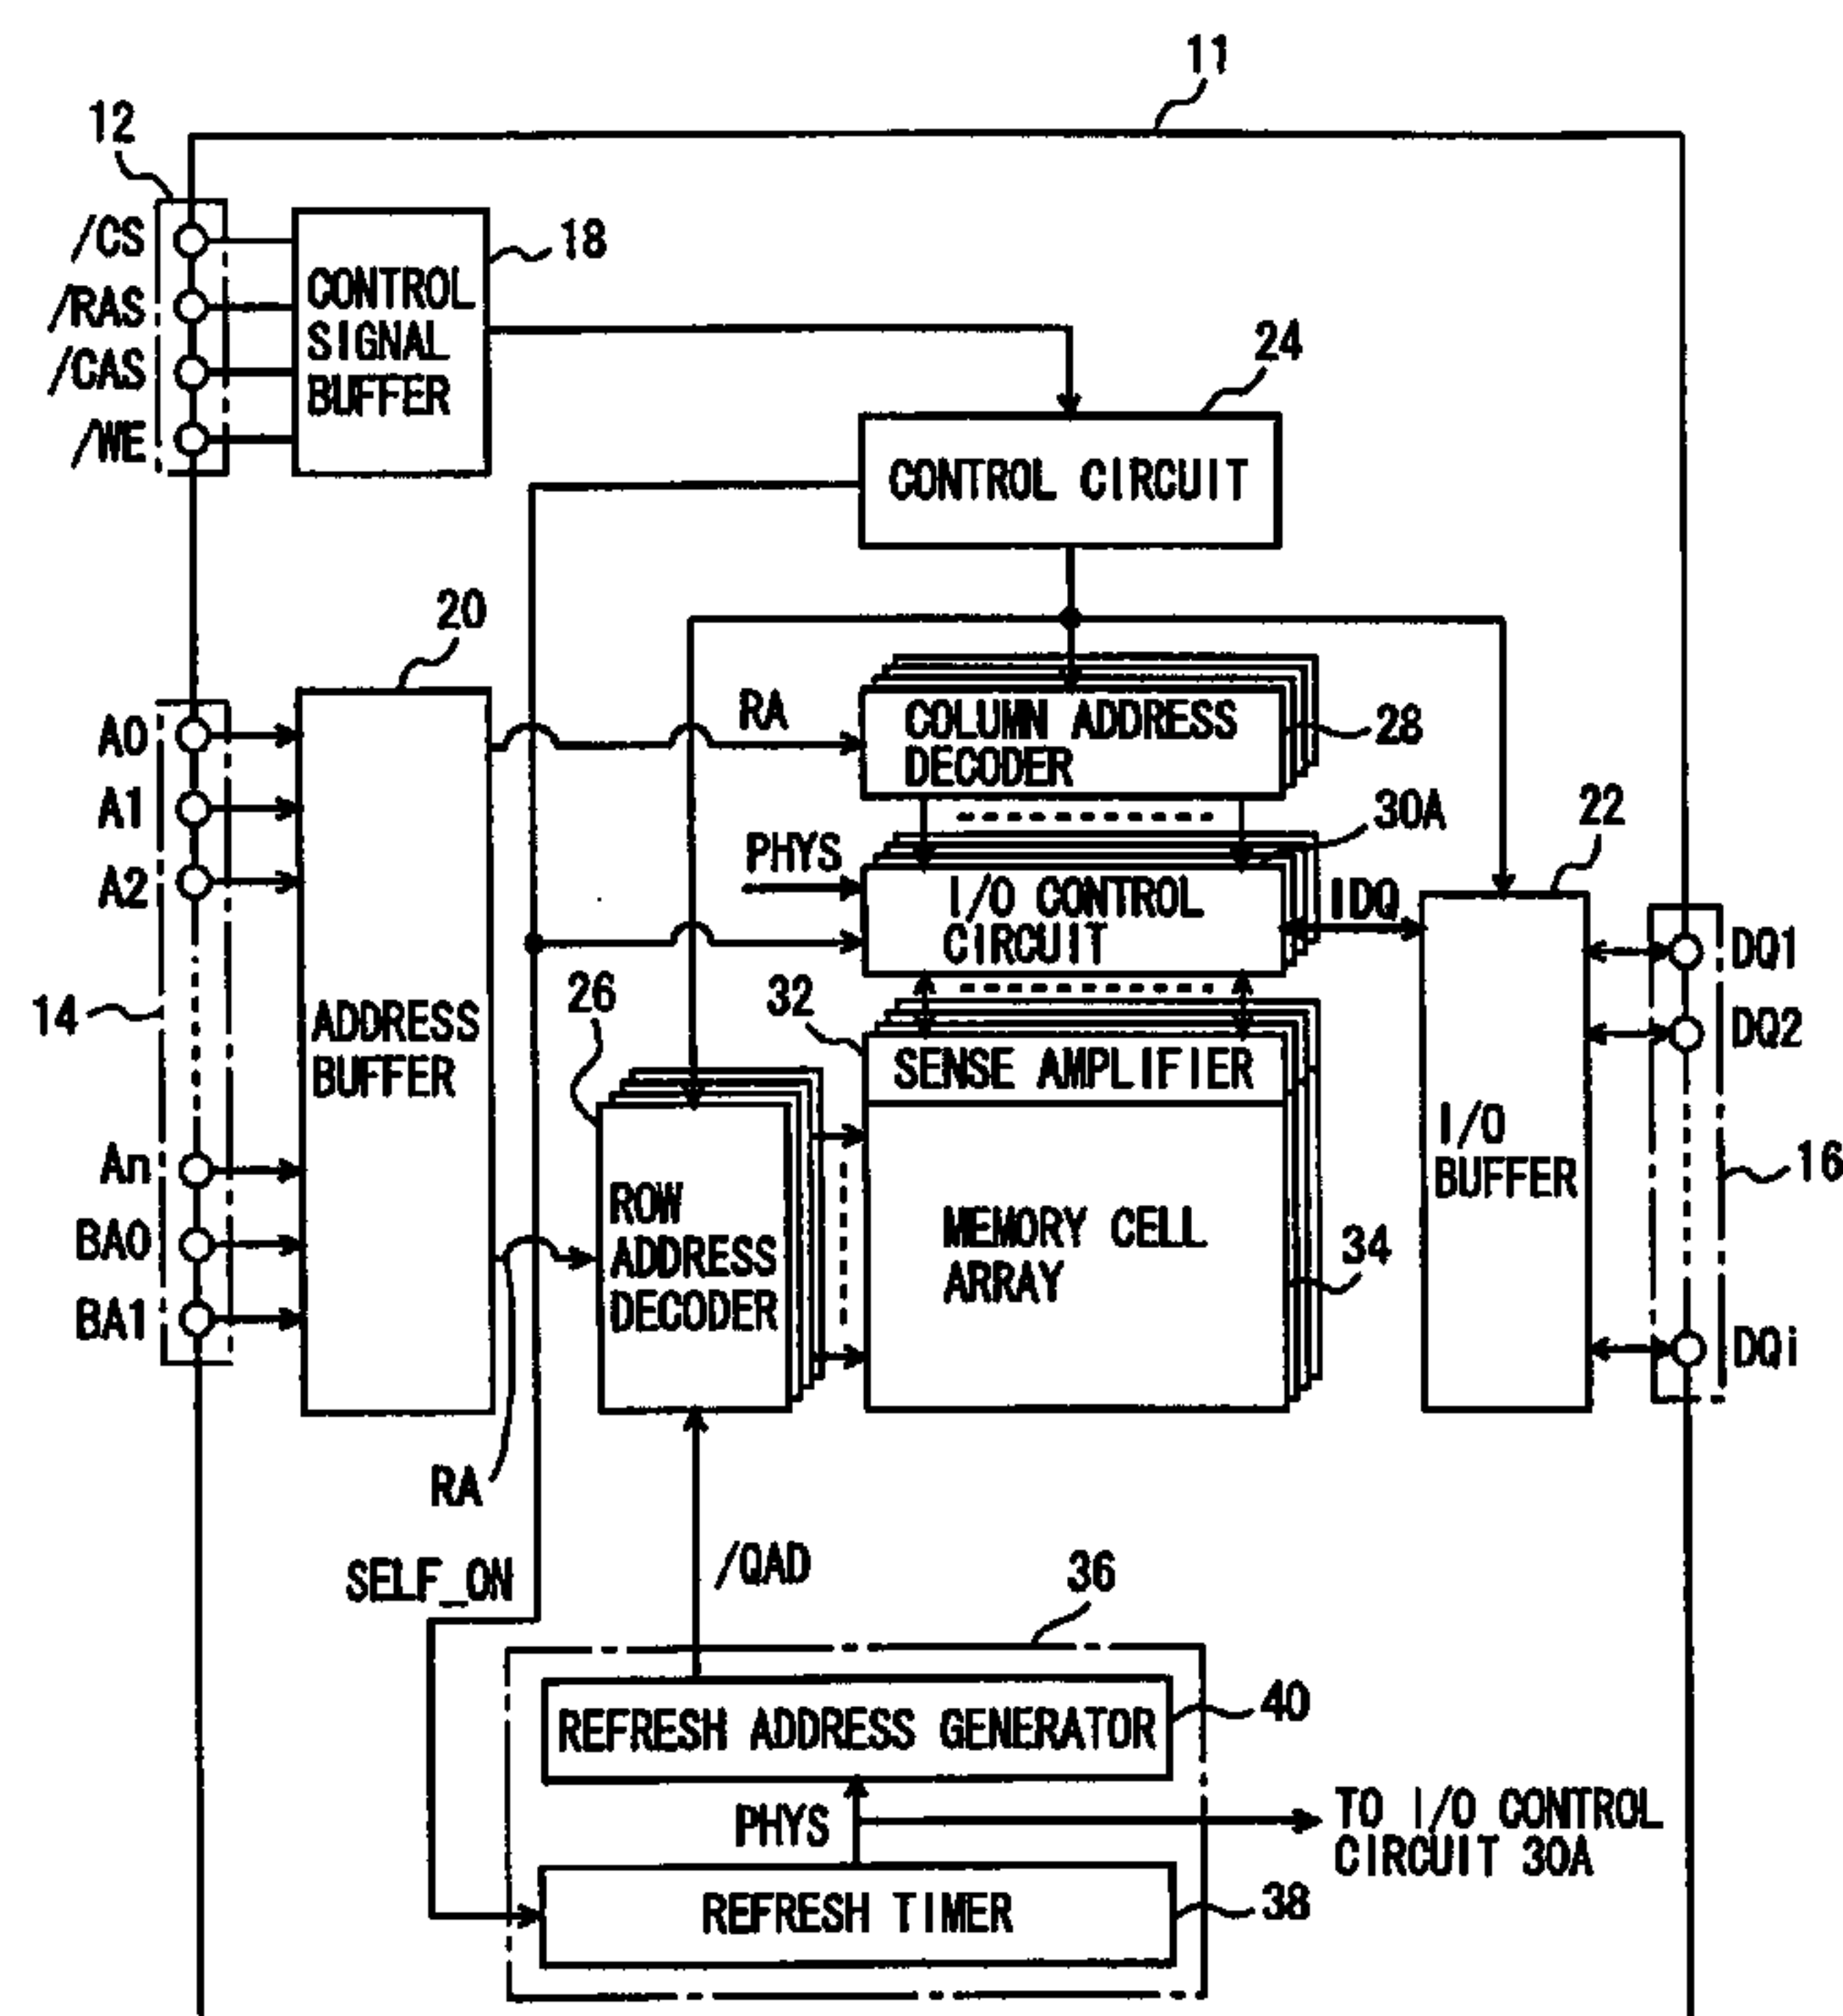 11
12
/CS
/RAS
/CAS
/WE
CONTROL
SIGNAL
BUFFER
18
24
CONTROL CIRCUIT
20
A0
A1
A2
14
An
BA0
BA1
ADDRESS
BUFFER
RA
COLUMN ADDRESS
DECODER
28
30A
PHYS
I/O CONTROL
CIRCUIT
IDQ
22
26
32
SENSE AMPLIFIER
MEMORY CELL
ARRAY
34
ROW
ADDRESS
DECODER
I/O
BUFFER
DQ1
DQ2
16
DQi
RA
SELF_ON
/QAD
36
REFRESH ADDRESS GENERATOR
40
PHYS
TO I/O CONTROL
CIRCUIT 30A
REFRESH TIMER
38